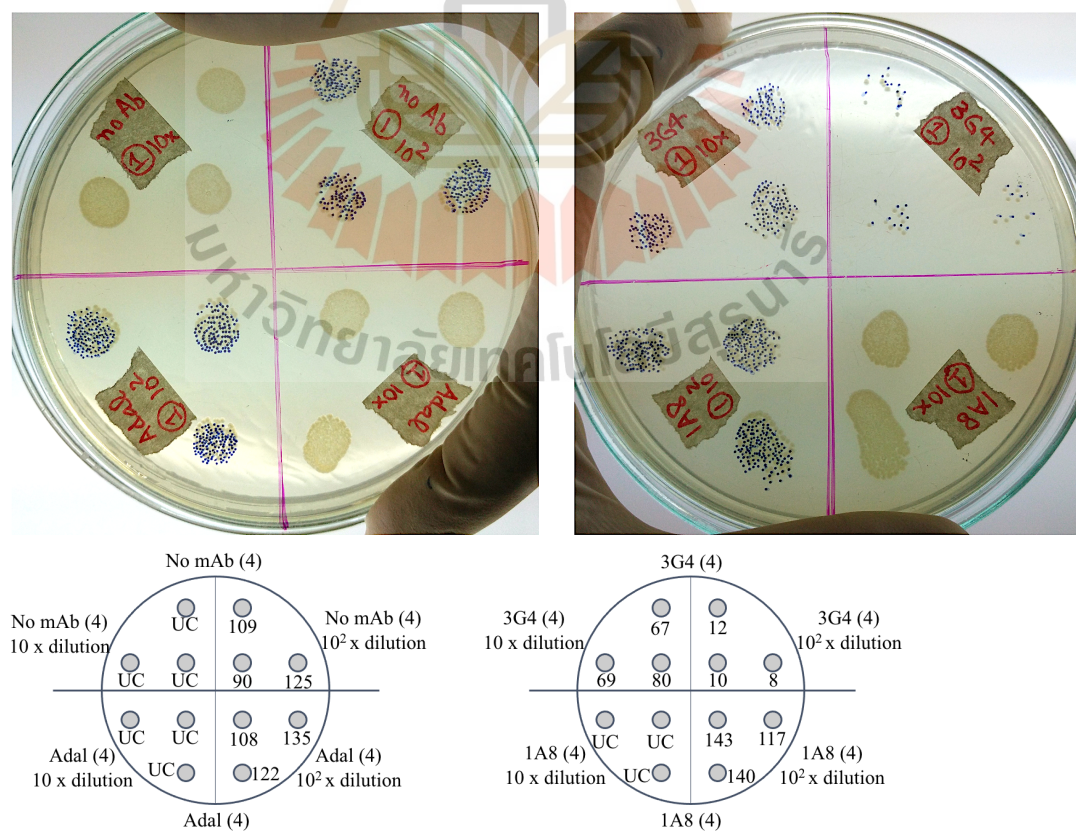 no Ab
① 10x
no Ab
①
10²
3G4
① 10x
3G4
①
10²
Adal
① 10²
Adal
①
10x
1A8
① 10²
1A8
①
10x
มหาวิทยาลัยเทคโนโลยีสุรนารี
No mAb (4)
No mAb (4)
10 x dilution
No mAb (4)
10² x dilution
UC
109
UC
UC
90
125
UC
UC
108
135
UC
122
Adal (4)
10 x dilution
Adal (4)
10² x dilution
Adal (4)
3G4 (4)
3G4 (4)
10 x dilution
3G4 (4)
10² x dilution
67
12
69
80
10
8
UC
UC
143
117
UC
140
1A8 (4)
10 x dilution
1A8 (4)
10² x dilution
1A8 (4)